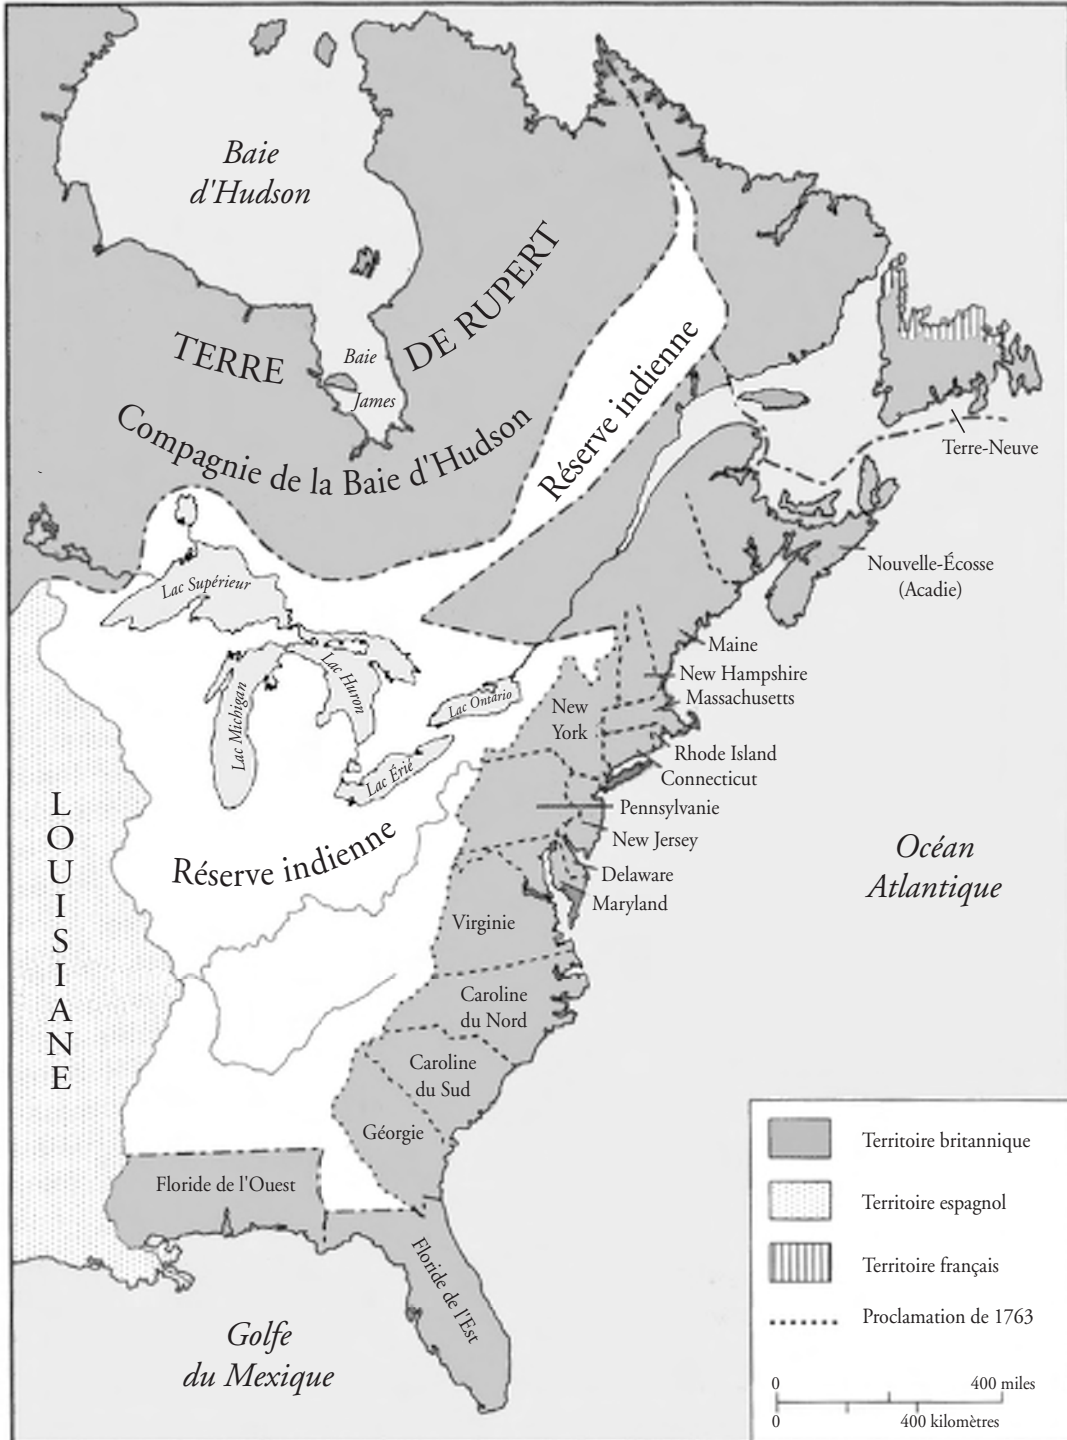 Baie
d'Hudson
TERRE
DE RUPERT
Baie
James
Compagnie de la Baie d'Hudson
Réserve indienne
Terre-Neuve
Nouvelle-Écosse
(Acadie)
Lac Supérieur
Lac Michigan
Lac Huron
Lac Ontário
Lac Érié
Maine
New Hampshire
Massachusetts
New
York
Rhode Island
Connecticut
Pennsylvanie
New Jersey
Delaware
Maryland
LOUISIANE
Réserve indienne
Océan
Atlantique
Virginie
Caroline
du Nord
Caroline
du Sud
Géorgie
Floride de l'Ouest
Floride de l'Est
Golfe
du Mexique
Territoire britannique
Territoire espagnol
Territoire français
Proclamation de 1763
0 400 miles
0 400 kilomètres